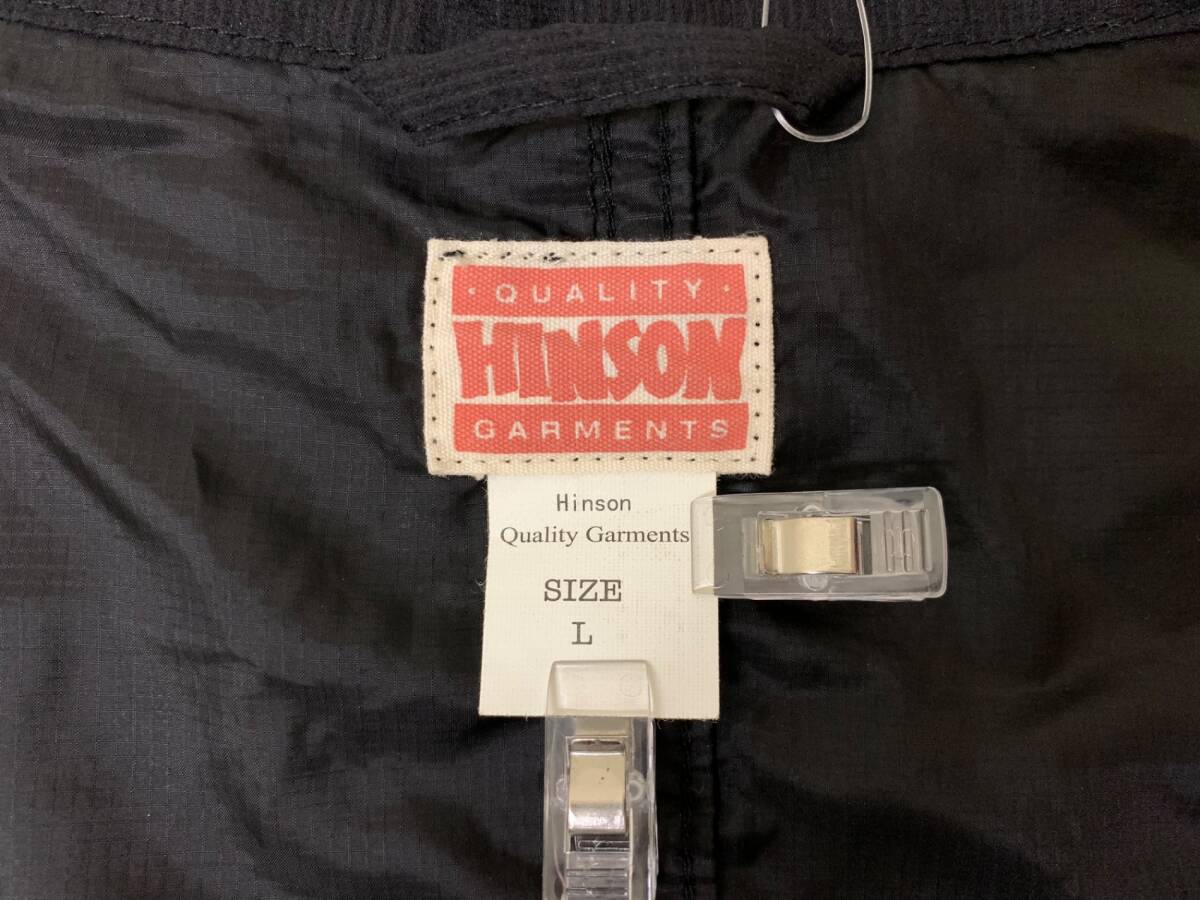 · QUALITY ·
HINSON
GARMENTS
Hinson
Quality Garments
SIZE
L